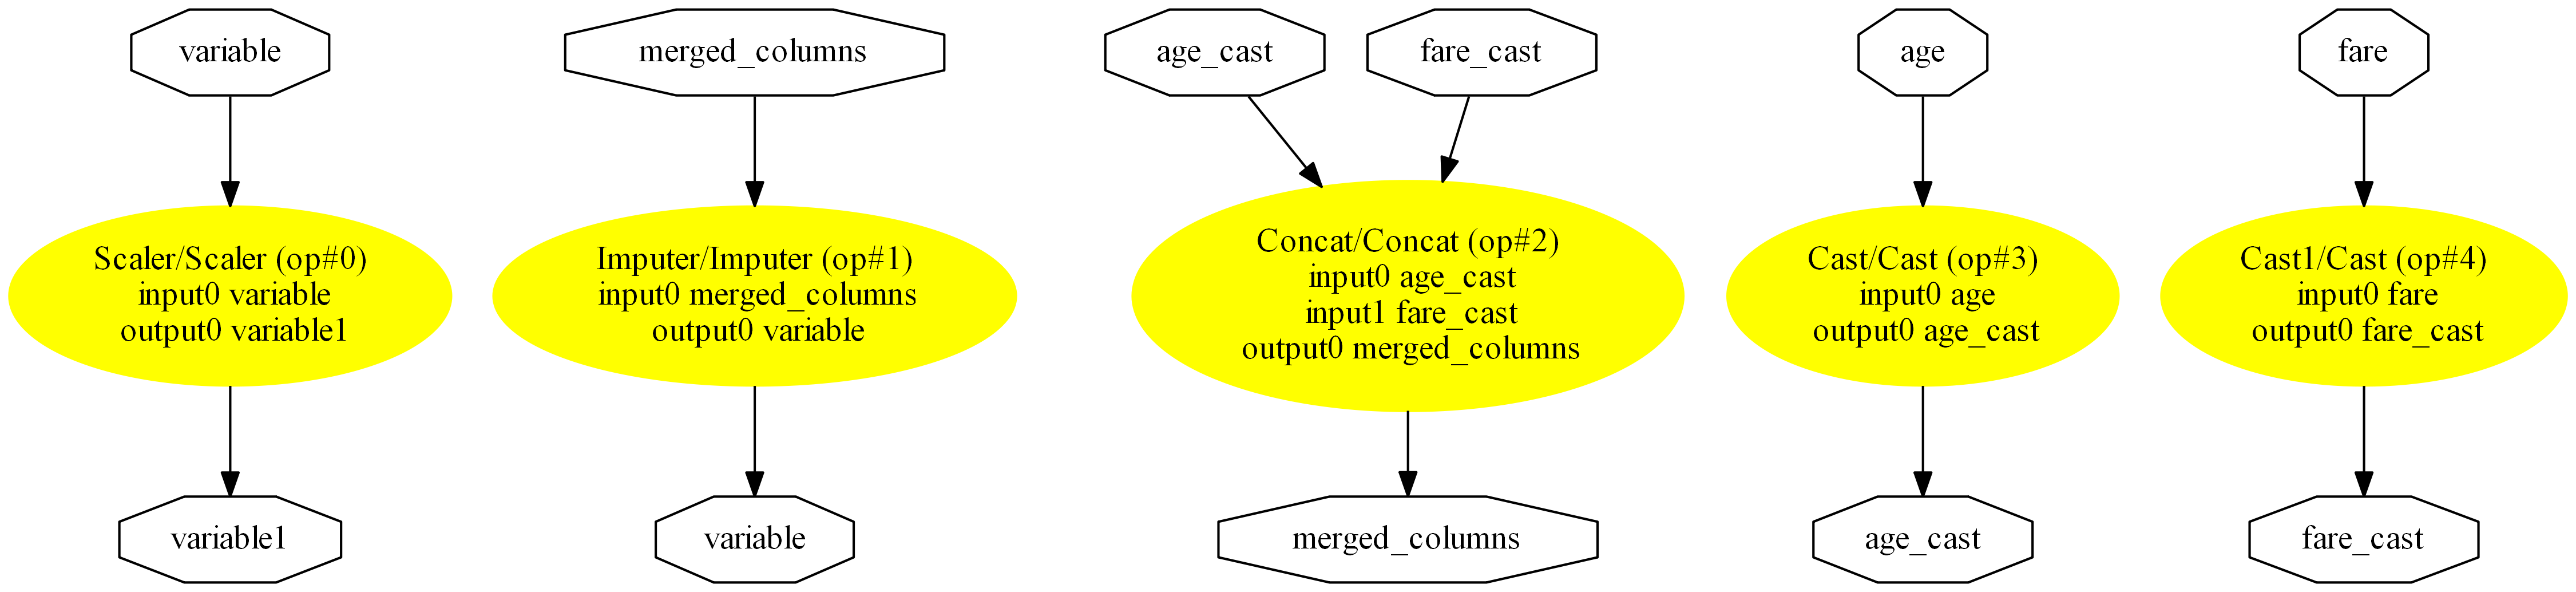 variable
merged_columns
age_cast
fare_cast
age
fare
Scaler/Scaler (op#0)
input0 variable
output0 variable1
Imputer/Imputer (op#1)
input0 merged_columns
output0 variable
Concat/Concat (op#2)
input0 age_cast
input1 fare_cast
output0 merged_columns
Cast/Cast (op#3)
input0 age
output0 age_cast
Cast1/Cast (op#4)
input0 fare
output0 fare_cast
variable1
variable
merged_columns
age_cast
fare_cast